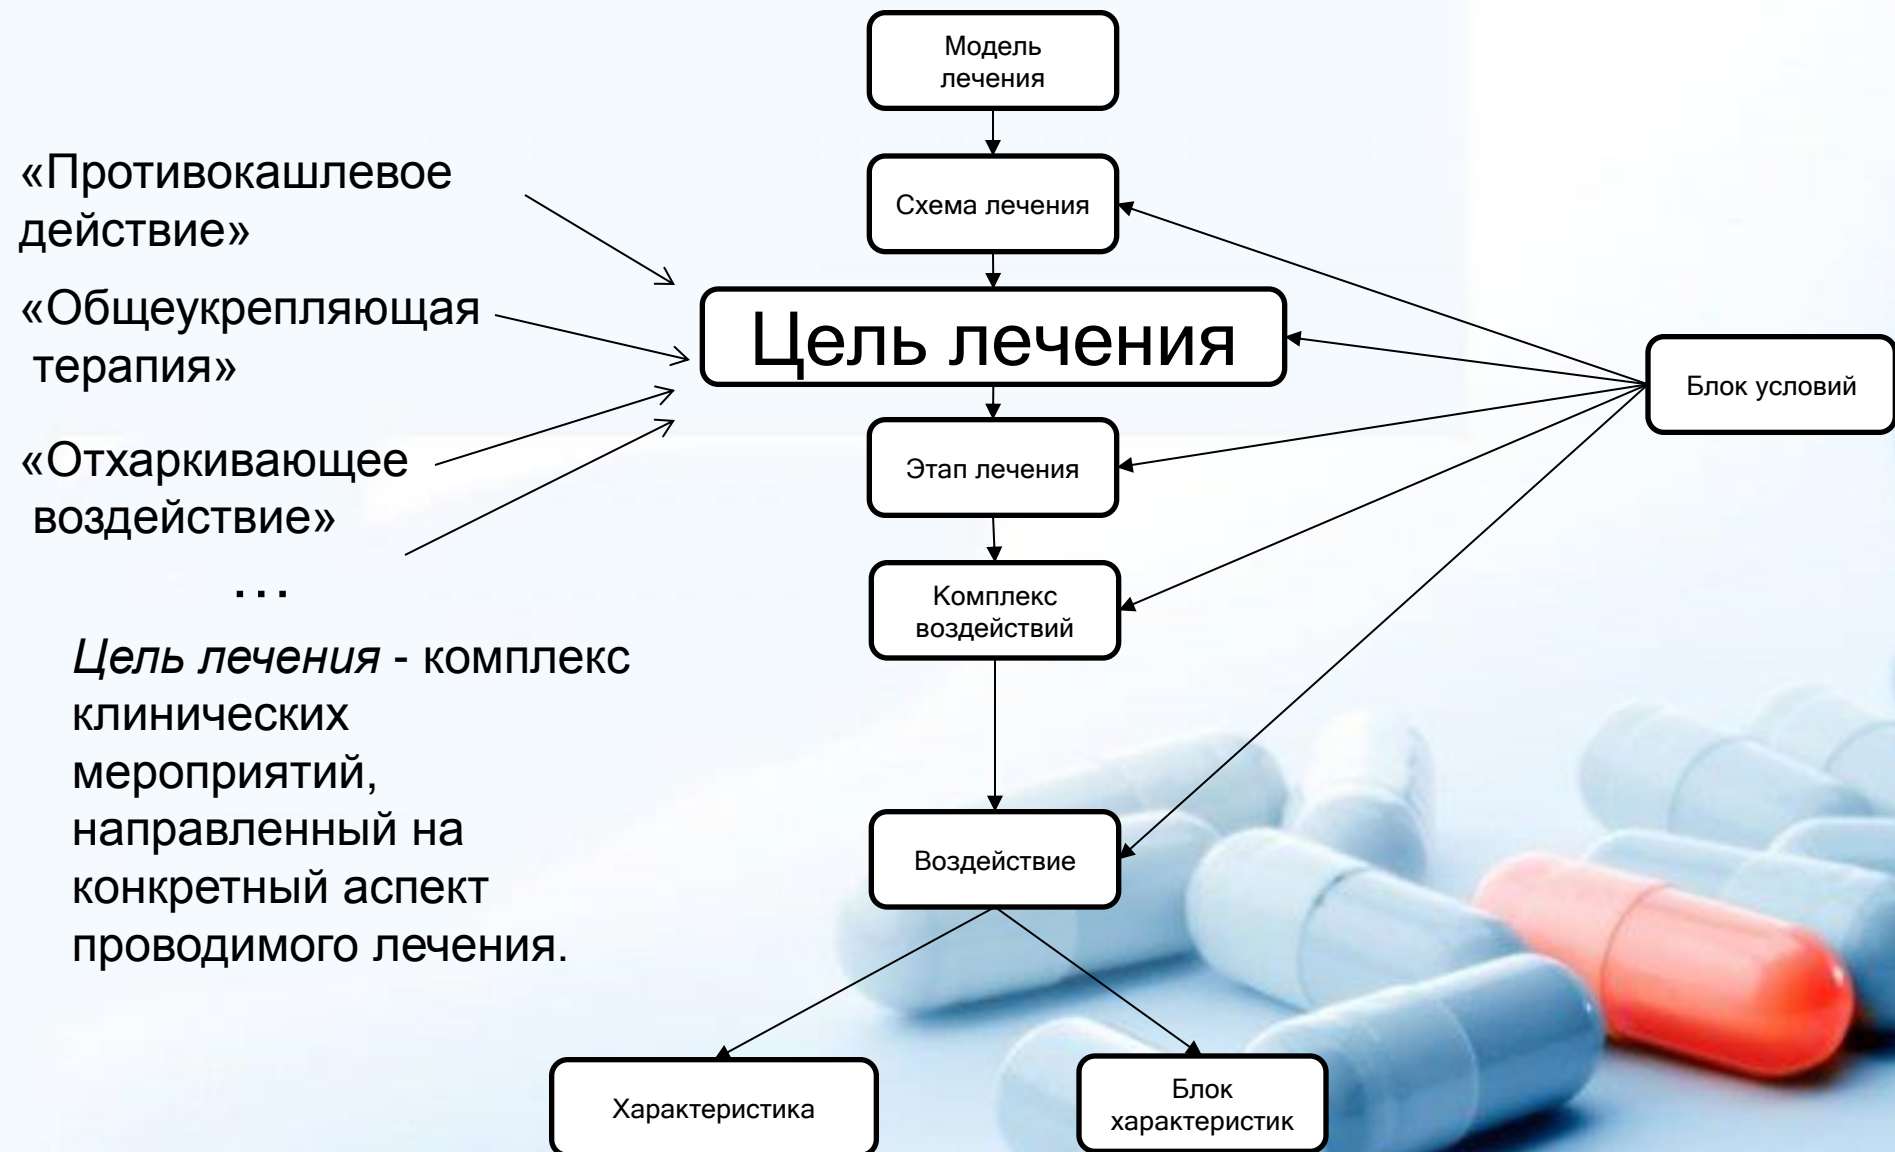 Модель
лечения
Схема лечения
«Противокашлевое
действие»
«Общеукрепляющая
терапия»
«Отхаркивающее
воздействие»
…
Цель лечения
Блок условий
Этап лечения
Комплекс
воздействий
Цель лечения - комплекс
клинических
мероприятий,
направленный на
конкретный аспект
проводимого лечения.
Воздействие
Характеристика
Блок
характеристик